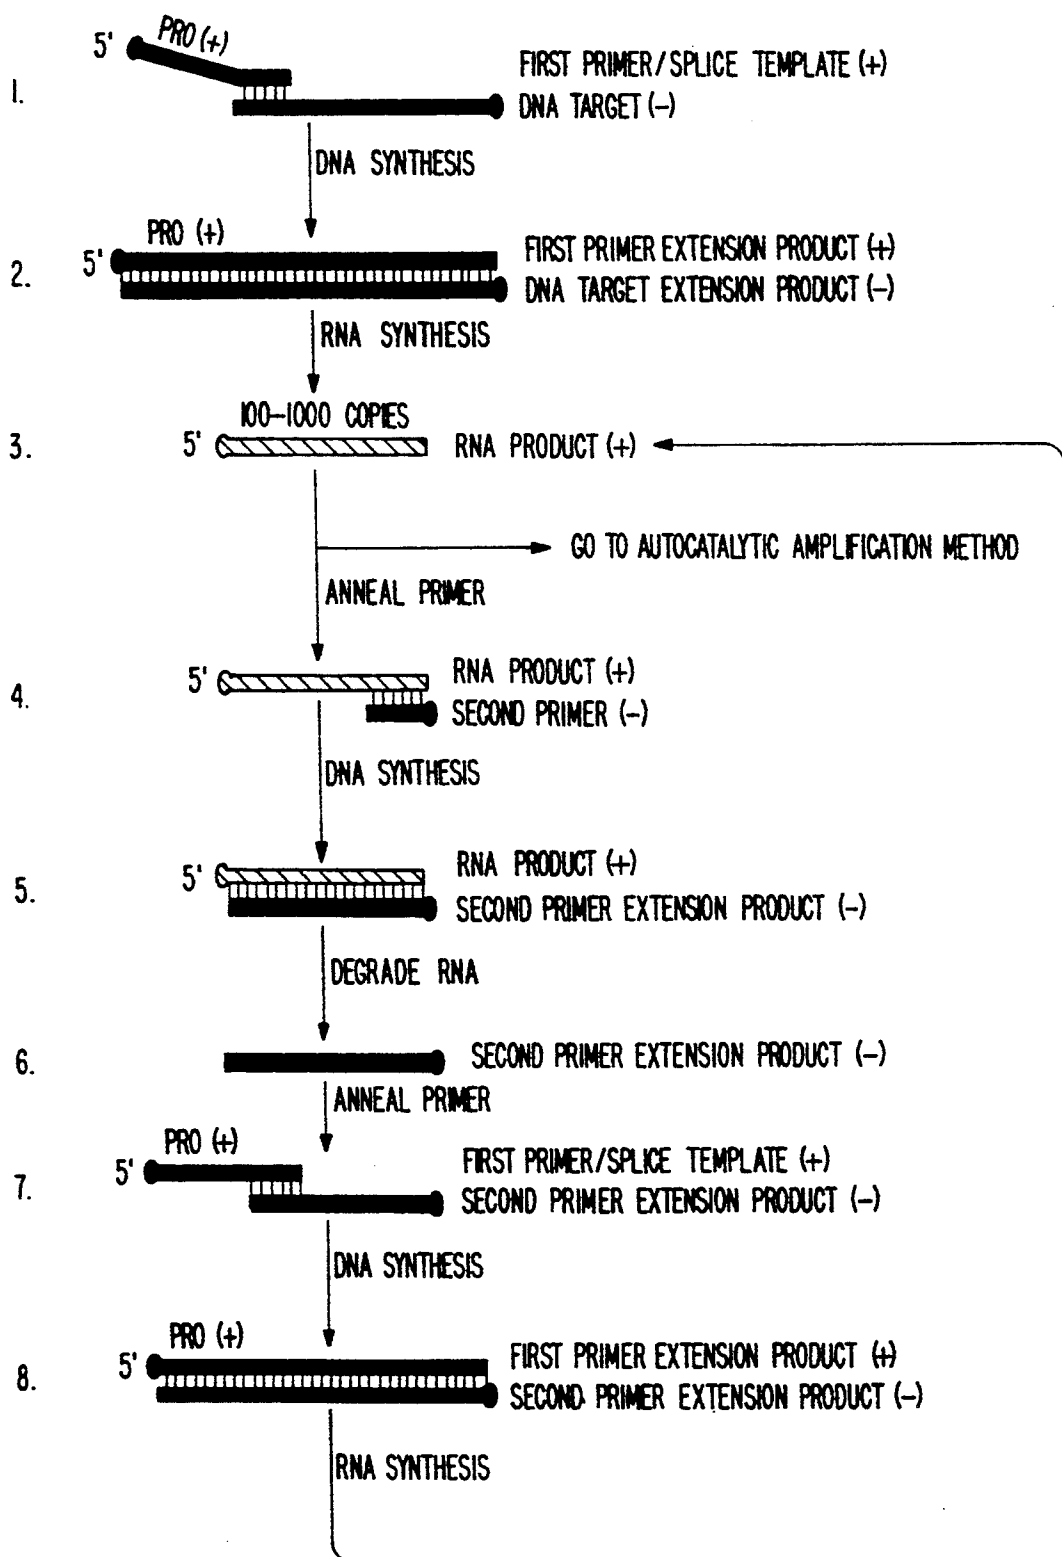 PRO (+)
5'
1.
FIRST PRIMER/SPLICE TEMPLATE (+)
DNA TARGET (-)
DNA SYNTHESIS
PRO (+)
5'
2.
FIRST PRIMER EXTENSION PRODUCT (+)
DNA TARGET EXTENSION PRODUCT (-)
RNA SYNTHESIS
100-1000 COPIES
3.
5'
RNA PRODUCT (+)
GO TO AUTOCATALYTIC AMPLIFICATION METHOD
ANNEAL PRIMER
4.
5'
RNA PRODUCT (+)
SECOND PRIMER (-)
DNA SYNTHESIS
5.
5'
RNA PRODUCT (+)
SECOND PRIMER EXTENSION PRODUCT (-)
DEGRADE RNA
6.
SECOND PRIMER EXTENSION PRODUCT (-)
ANNEAL PRIMER
PRO (+)
7.
5'
FIRST PRIMER/SPLICE TEMPLATE (+)
SECOND PRIMER EXTENSION PRODUCT (-)
DNA SYNTHESIS
PRO (+)
8.
5'
FIRST PRIMER EXTENSION PRODUCT (+)
SECOND PRIMER EXTENSION PRODUCT (-)
RNA SYNTHESIS